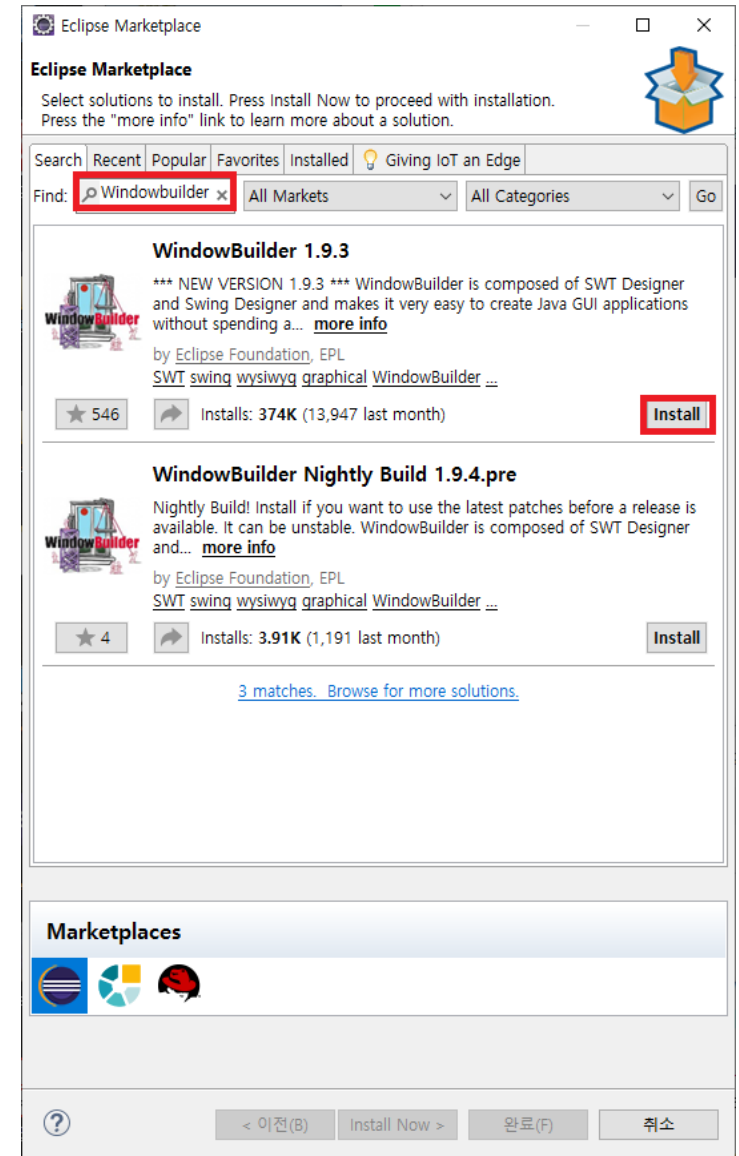 Eclipse Marketplace
Eclipse Marketplace
Select solutions to install. Press Install Now to proceed with installation.
Press the "more info" link to learn more about a solution.
Search Recent Popular Favorites Installed Giving IoT an Edge
Find: Windowbuilder All Markets All Categories Go
WindowBuilder 1.9.3
*** NEW VERSION 1.9.3 *** WindowBuilder is composed of SWT Designer
and Swing Designer and makes it very easy to create Java GUI applications
without spending a... more info
WindowBuilder
by Eclipse Foundation, EPL
SWT swing wysiwyg graphical WindowBuilder ...
546 Installs: 374K (13,947 last month) Install
WindowBuilder Nightly Build 1.9.4.pre
Nightly Build! Install if you want to use the latest patches before a release is
available. It can be unstable. WindowBuilder is composed of SWT Designer
and... more info
WindowBuilder
by Eclipse Foundation, EPL
SWT swing wysiwyg graphical WindowBuilder ...
4 Installs: 3.91K (1,191 last month) Install
3 matches. Browse for more solutions.
Marketplaces
? < 이전(B) Install Now > 완료(F) 취소